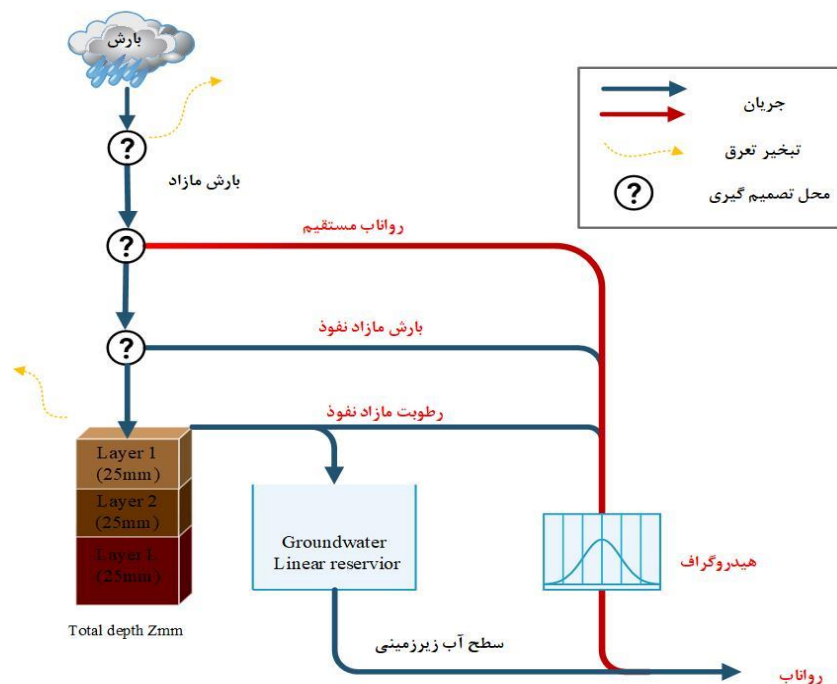 بارش
?
جریان
تبخیر تعرق
?
محل تصمیم گیری
بارش مازاد
رواناب مستقیم
?
بارش مازاد نفوذ
?
رطوبت مازاد نفوذ
Layer 1
(25mm)
Layer 2
(25mm)
Layer L
(25mm)
Total depth Zmm
Groundwater
Linear reservior
هیدروگراف
سطح آب زیرزمینی
رواناب